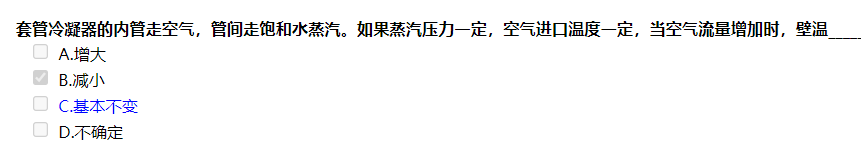 套管冷凝器的内管走空气，管间走饱和水蒸汽。如果蒸汽压力一定，空气进口温度一定，当空气流量增加时，壁温____
A.增大
B.减小
C.基本不变
D.不确定